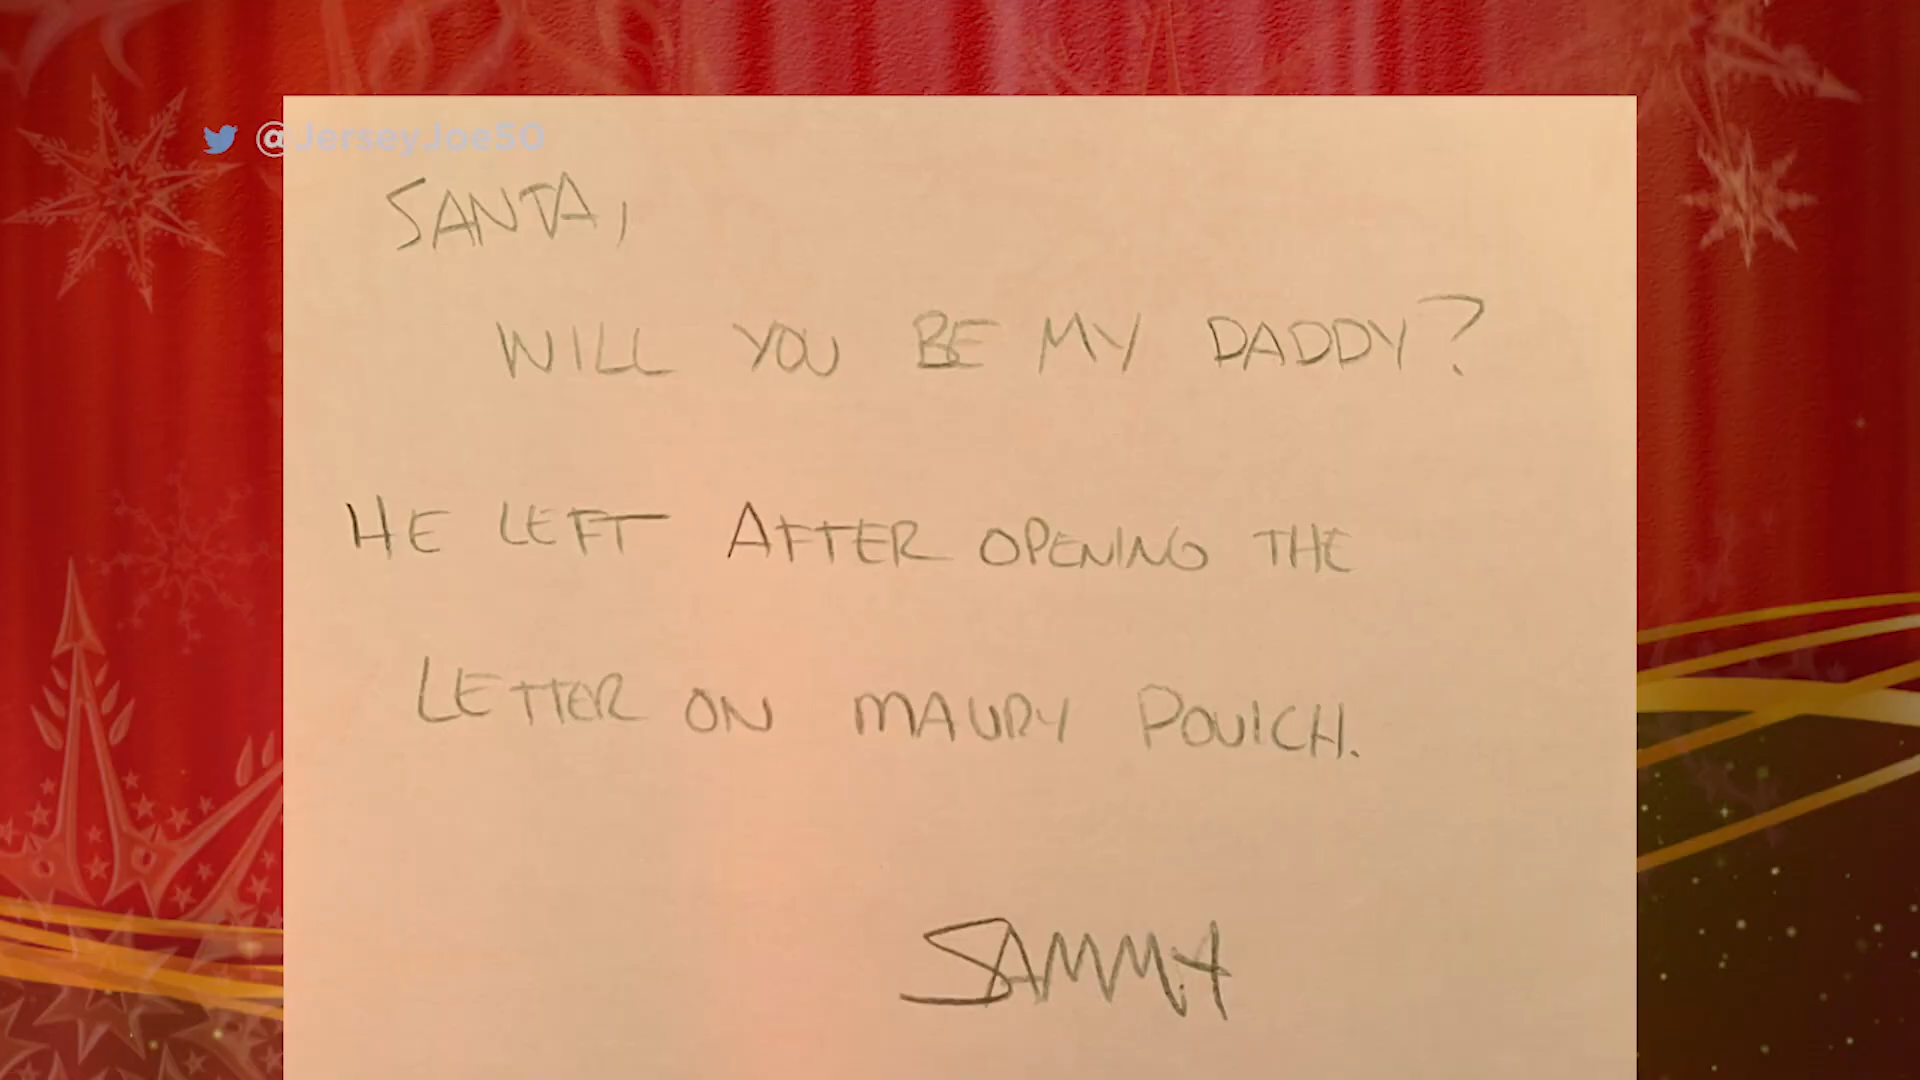 @JerseyJoe50
SANTA,
WILL YOU BE MY DADDY?
HE LEFT AFTER OPENING THE
LETTER ON MAURY POVICH.
SAMMY